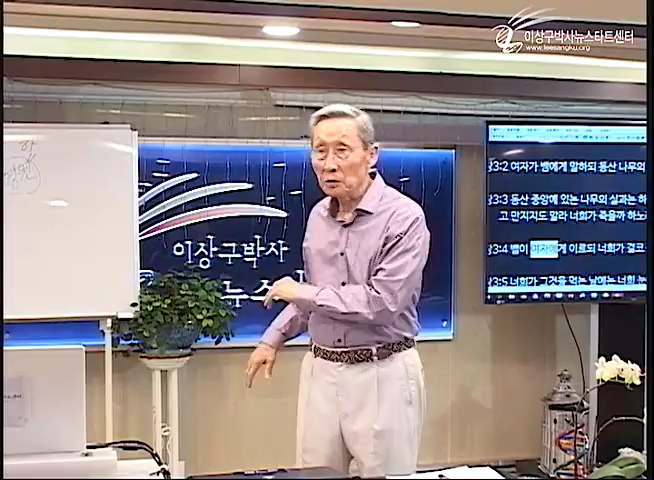 이상구박사뉴스타트센터
www.leesangku.org
이상구박사
뉴스
창3:2 여자가 뱀에게 말하되 동산 나무의
창3:3 동산 중앙에 있는 나무의 실과는 하
고 만지지도 말라 너희가 죽을까 하노
창3:4 뱀이 여자에게 이르되 너희가 결코
창3:5 너희가 그것을 먹는 날에는 너희 눈